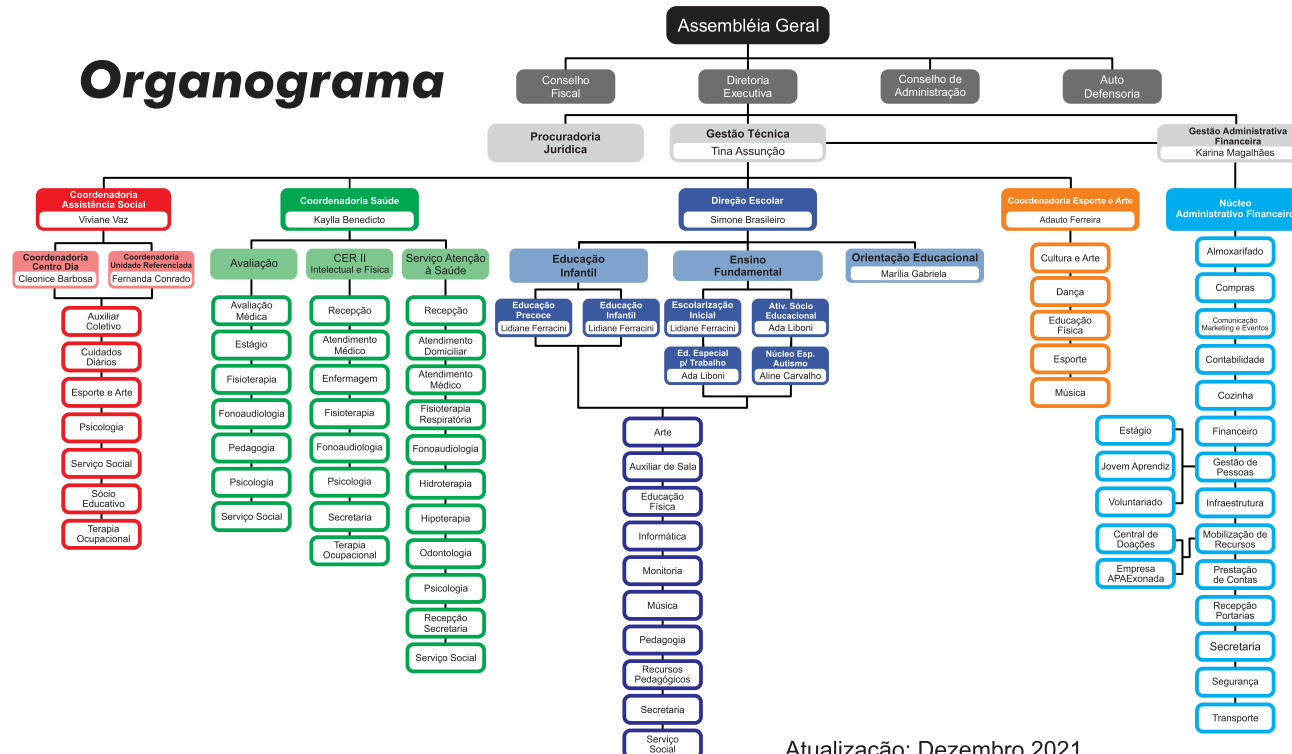 Assembléia Geral
Organograma
Conselho
Fiscal
Diretoria
Executiva
Conselho de
Administração
Auto
Defensoria
Procuradoria
Jurídica
Gestão Técnica
Tina Assunção
Gestão Administrativa
Financeira
Karina Magalhães
Coordenadoria
Assistência Social
Viviane Vaz
Coordenadoria Saúde
Kaylla Benedicto
Direção Escolar
Simone Brasileiro
Coordenadoria Esporte e Arte
Adauto Ferreira
Núcleo
Administrativo Financeiro
Coordenadoria
Centro Dia
Cleonice Barbosa
Coordenadoria
Unidade Referenciada
Fernanda Conrado
Auxiliar
Coletivo
Cuidados
Diários
Esporte e Arte
Psicologia
Serviço Social
Sócio
Educativo
Terapia
Ocupacional
Avaliação
Avaliação
Médica
Estágio
Fisioterapia
Fonoaudiologia
Pedagogia
Psicologia
Serviço Social
CER II
Intelectual e Física
Recepção
Atendimento
Médico
Enfermagem
Fisioterapia
Fonoaudiologia
Psicologia
Secretaria
Terapia
Ocupacional
Serviço Atenção
à Saúde
Recepção
Atendimento
Domiciliar
Atendimento
Médico
Fisioterapia
Respiratória
Fonoaudiologia
Hidroterapia
Hipoterapia
Odontologia
Psicologia
Recepção
Secretaria
Serviço Social
Educação
Infantil
Educação
Precoce
Lidiane Ferracini
Educação
Infantil
Lidiane Ferracini
Ensino
Fundamental
Escolarização
Inicial
Lidiane Ferracini
Ativ. Sócio
Educacional
Ada Liboni
Ed. Especial
p/ Trabalho
Ada Liboni
Núcleo Esp.
Autismo
Aline Carvalho
Orientação Educacional
Marilia Gabriela
Arte
Auxiliar de Sala
Educação
Física
Informática
Monitoria
Música
Pedagogia
Recursos
Pedagógicos
Secretaria
Serviço
Social
Cultura e Arte
Dança
Educação
Física
Esporte
Música
Almoxarifado
Compras
Comunicação
Marketing e Eventos
Contabilidade
Cozinha
Financeiro
Gestão de
Pessoas
Estágio
Jovem Aprendiz
Voluntariado
Infraestrutura
Mobilização de
Recursos
Central de
Doações
Empresa
APAExonada
Prestação
de Contas
Recepção
Portarias
Secretaria
Segurança
Transporte
Atualização: Dezembro 2021